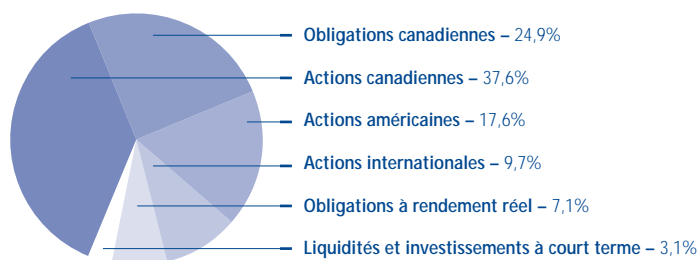 Obligations canadiennes – 24,9%
Actions canadiennes – 37,6%
Actions américaines – 17,6%
Actions internationales – 9,7%
Obligations à rendement réel – 7,1%
Liquidités et investissements à court terme – 3,1%